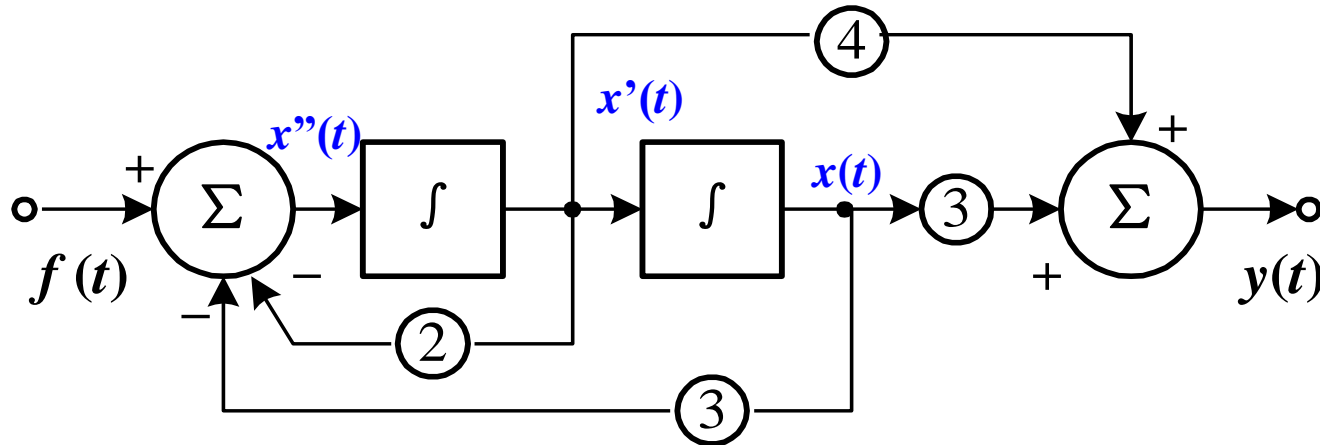 4
x’(t)
x”(t)
+ +
Σ ∫ ∫ x(t) 3 Σ
f (t) − + y(t)
−
2
3